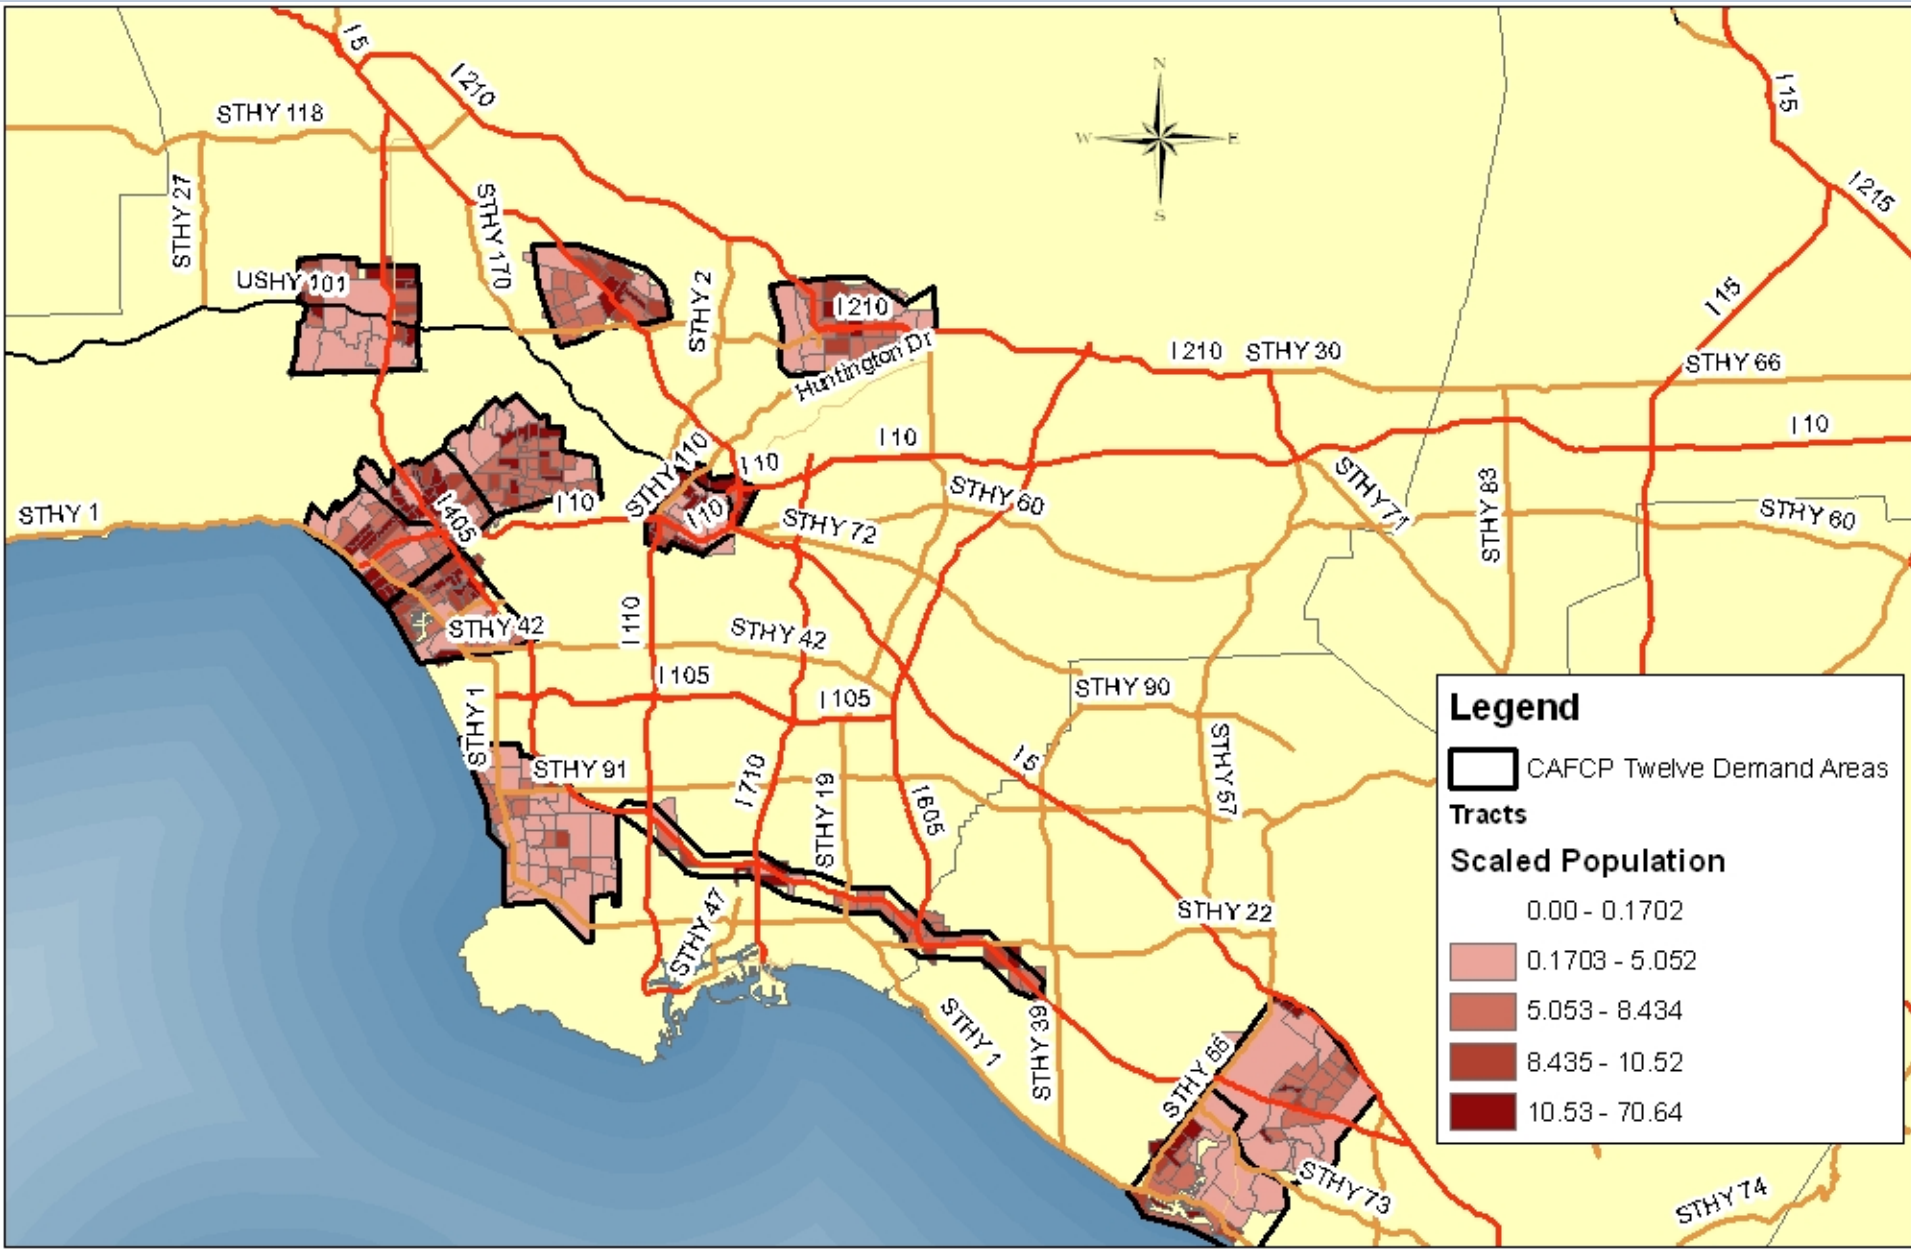 I 5
I 210
N
I 15
STHY 118
W
E
STHY 27
S
I 215
STHY 170
USHY 101
STHY 2
I 210
I 15
Huntington Dr
I 210
STHY 30
STHY 66
I 10
I 10
STHY 110
I 10
STHY 1
I 405
I 10
I 10
STHY 60
STHY 71
STHY 83
STHY 60
STHY 72
STHY 42
I 110
STHY 42
I 105
I 105
STHY 90
STHY 1
STHY 91
I 710
STHY 19
I 605
I 5
STHY 57
STHY 47
STHY 22
STHY 1
STHY 39
STHY 55
STHY 73
STHY 74
Legend
CAFCP Twelve Demand Areas
Tracts
Scaled Population
0.00 - 0.1702
0.1703 - 5.052
5.053 - 8.434
8.435 - 10.52
10.53 - 70.64